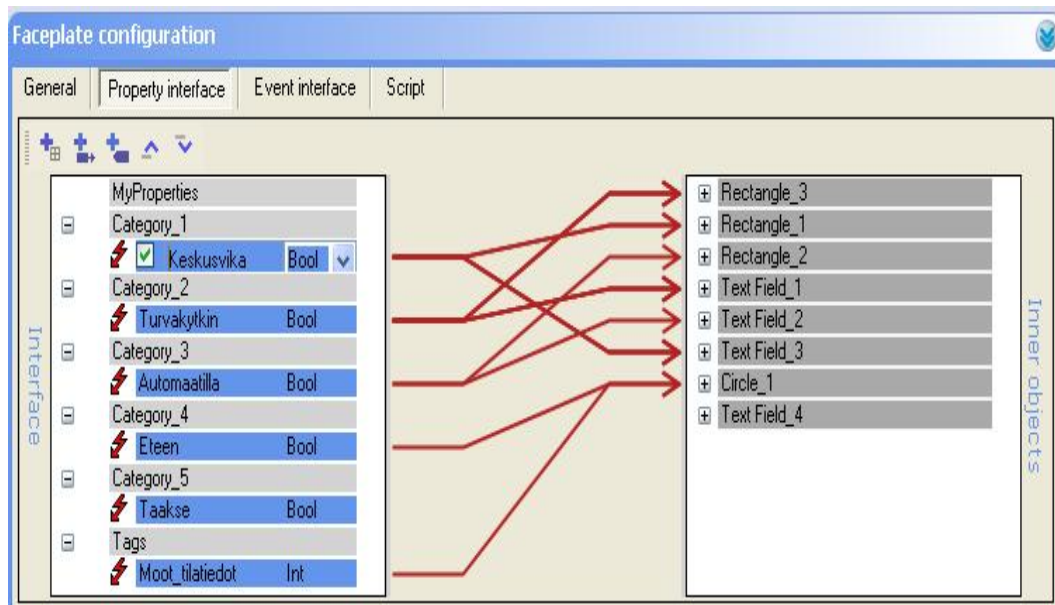 Faceplate configuration
General Property interface Event interface Script
Interface
MyProperties
Category_1
Keskusvika Bool
Category_2
Turvakytkin Bool
Category_3
Automaatilla Bool
Category_4
Eteen Bool
Category_5
Taakse Bool
Tags
Moot_tilatiedot Int
Rectangle_3
Rectangle_1
Rectangle_2
Text Field_1
Text Field_2
Text Field_3
Circle_1
Text Field_4
Inner objects